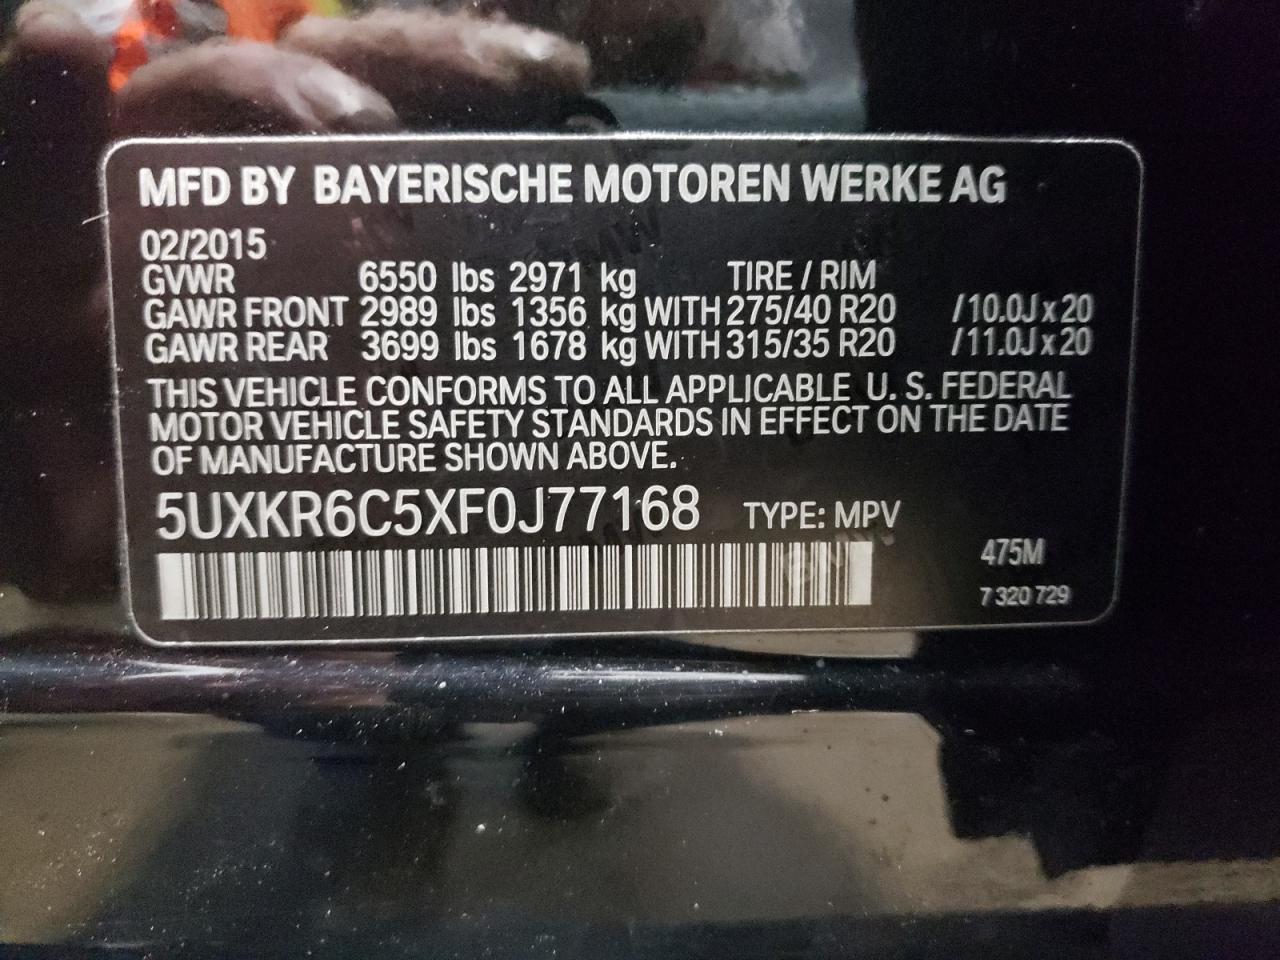 MFD BY BAYERISCHE MOTOREN WERKE AG
02/2015
GVWR 6550 lbs 2971 kg TIRE / RIM
GAWR FRONT 2989 lbs 1356 kg WITH 275/40 R20 /10.0J x 20
GAWR REAR 3699 lbs 1678 kg WITH 315/35 R20 /11.0J x 20
THIS VEHICLE CONFORMS TO ALL APPLICABLE U. S. FEDERAL
MOTOR VEHICLE SAFETY STANDARDS IN EFFECT ON THE DATE
OF MANUFACTURE SHOWN ABOVE.
5UXKR6C5XF0J77168 TYPE: MPV
475M
7 320 729
BMW
BMW